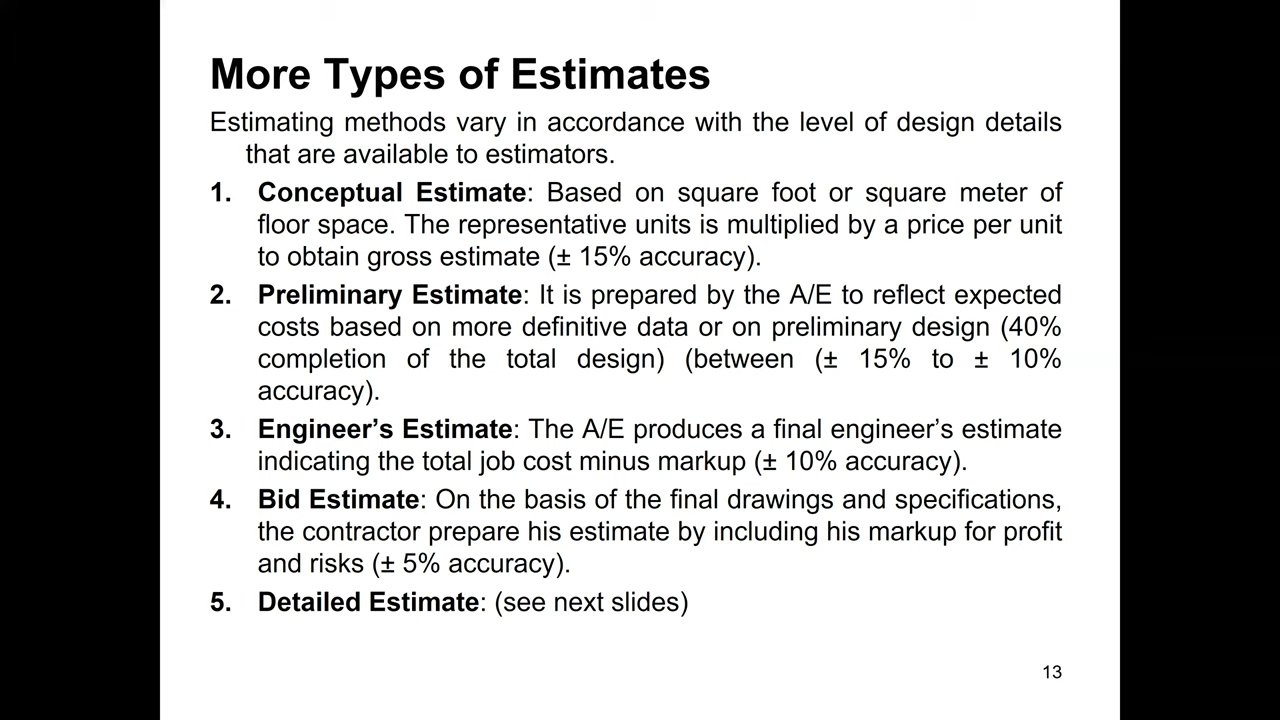 More Types of Estimates
Estimating methods vary in accordance with the level of design details
that are available to estimators.
1. Conceptual Estimate: Based on square foot or square meter of
floor space. The representative units is multiplied by a price per unit
to obtain gross estimate (± 15% accuracy).
2. Preliminary Estimate: It is prepared by the A/E to reflect expected
costs based on more definitive data or on preliminary design (40%
completion of the total design) (between (± 15% to ± 10%
accuracy).
3. Engineer’s Estimate: The A/E produces a final engineer’s estimate
indicating the total job cost minus markup (± 10% accuracy).
4. Bid Estimate: On the basis of the final drawings and specifications,
the contractor prepare his estimate by including his markup for profit
and risks (± 5% accuracy).
5. Detailed Estimate: (see next slides)
13